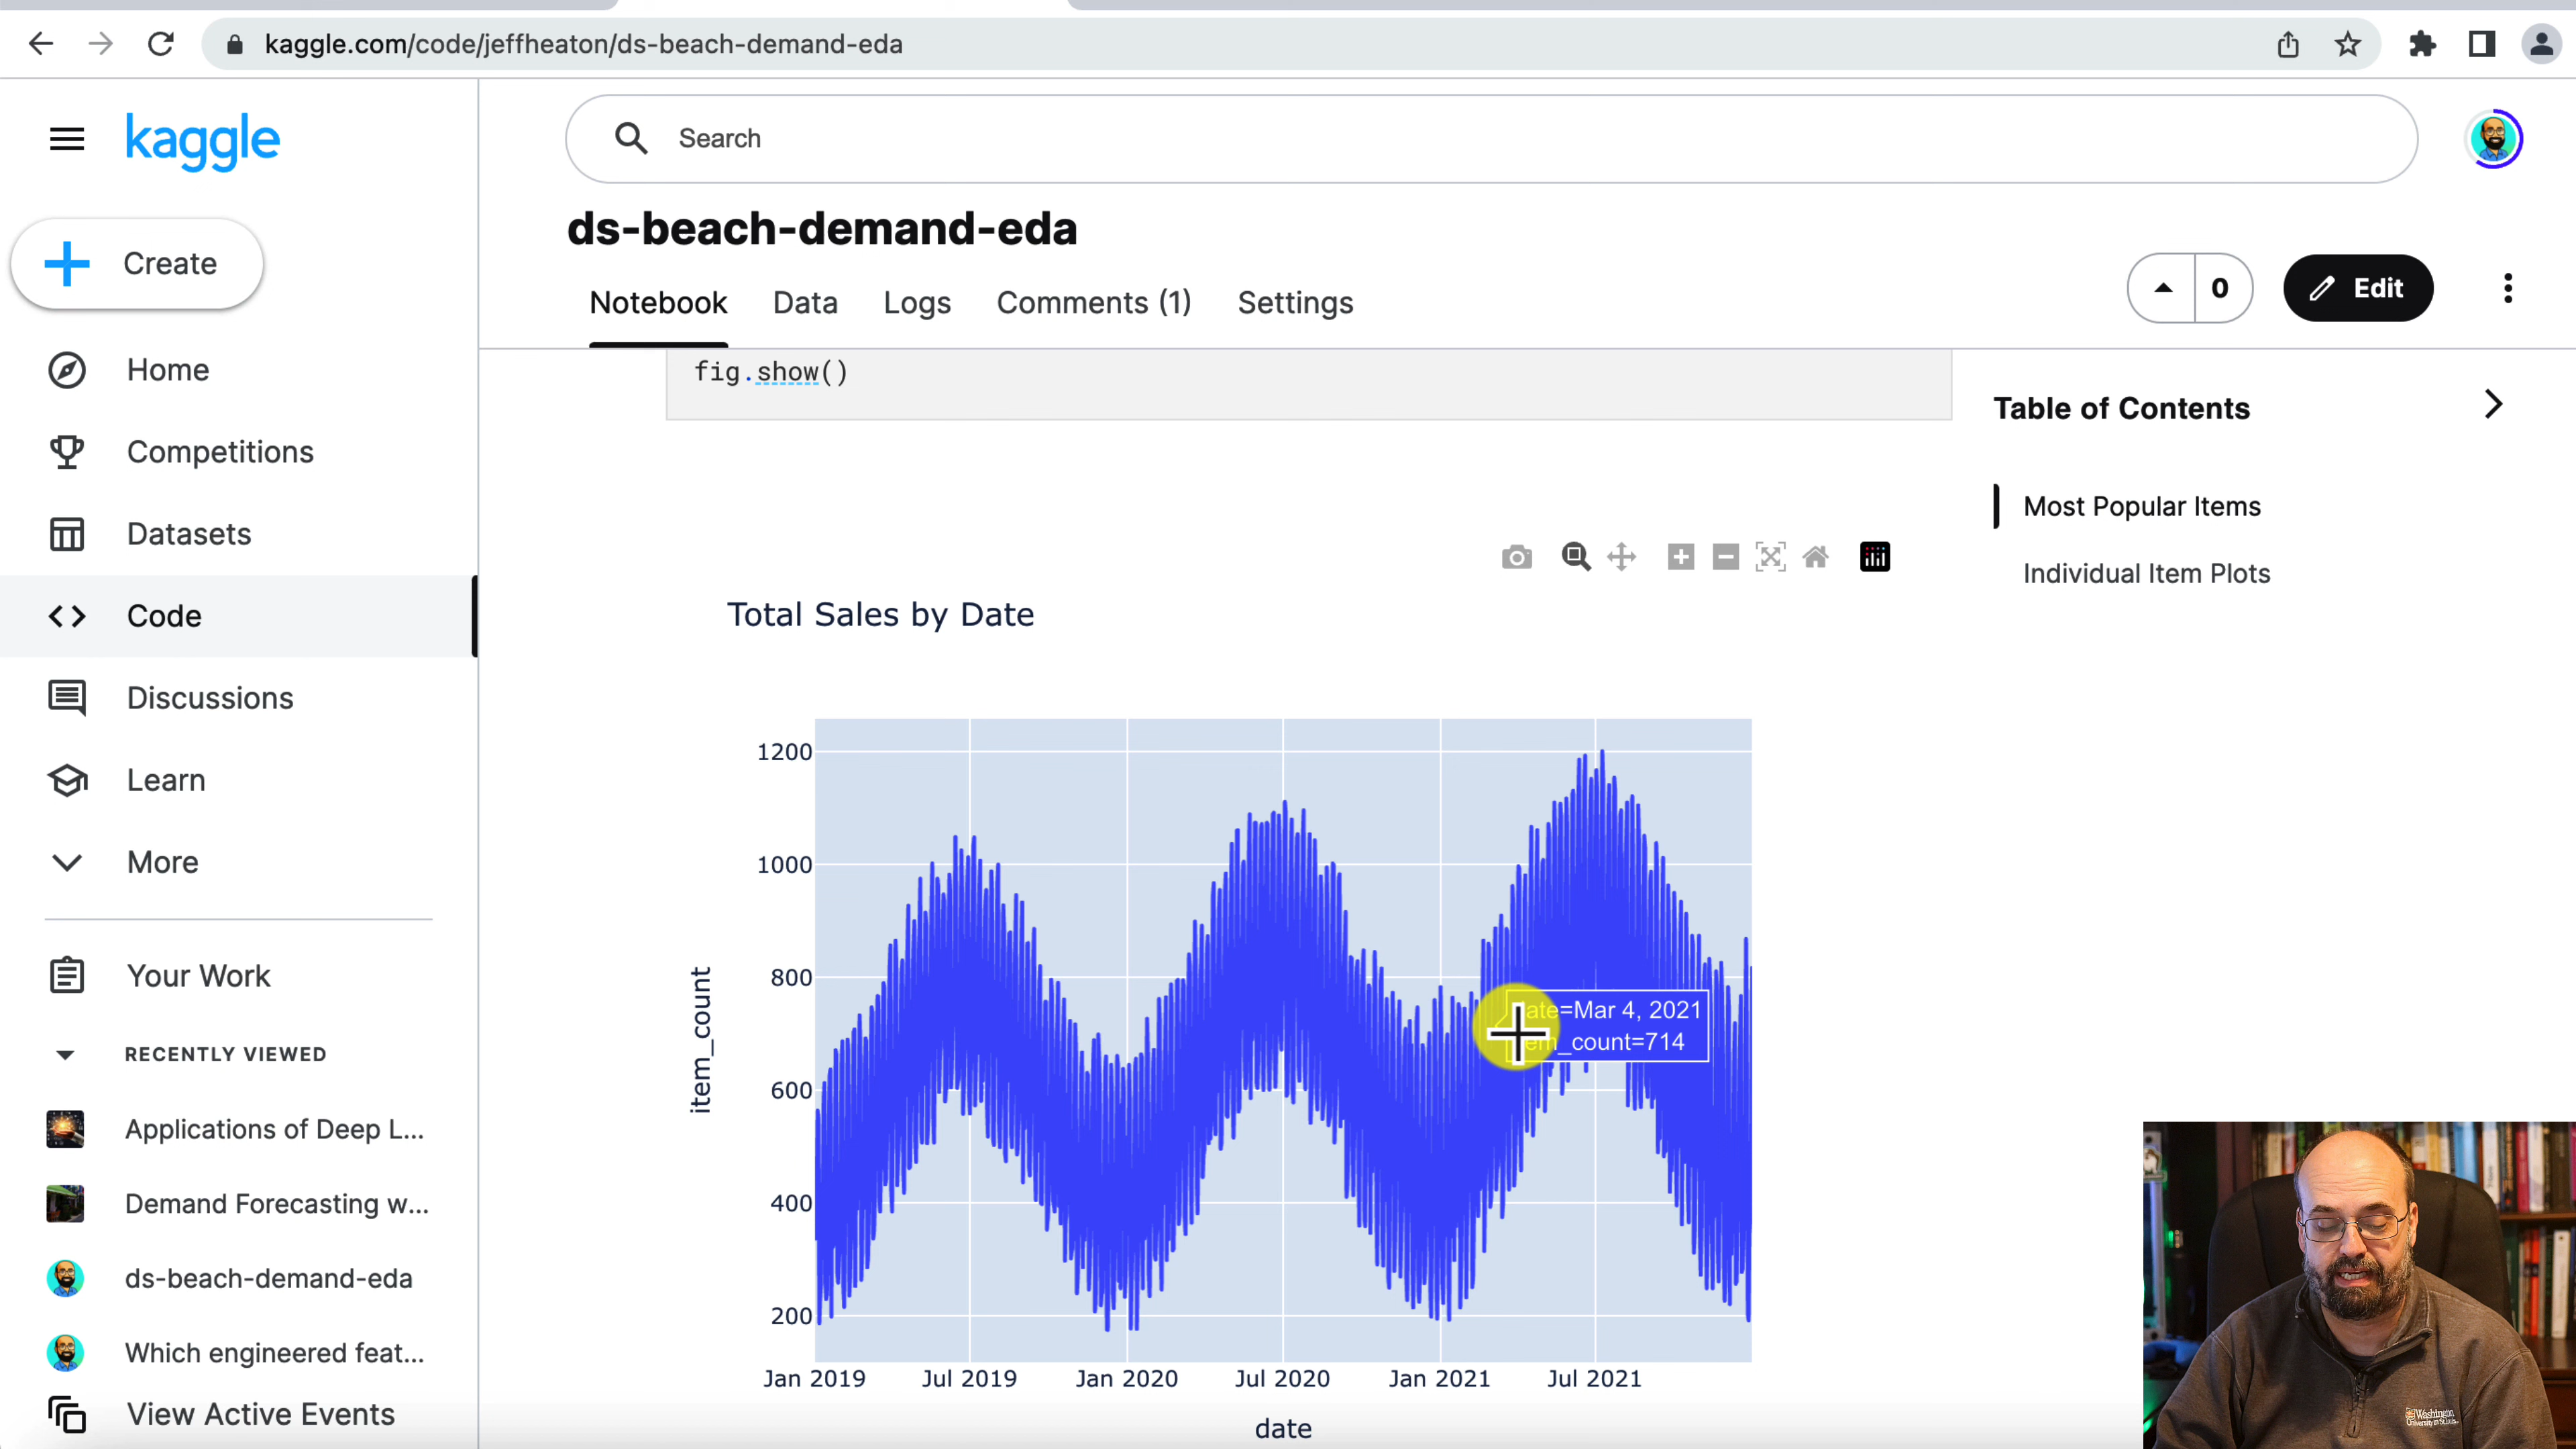 kaggle.com/code/jeffheaton/ds-beach-demand-eda
kaggle
Search
Create
ds-beach-demand-eda
0
Edit
Notebook
Data
Logs
Comments (1)
Settings
Home
Competitions
Datasets
Code
Discussions
Learn
More
Your Work
RECENTLY VIEWED
Applications of Deep L...
Demand Forecasting w...
ds-beach-demand-eda
Which engineered feat...
View Active Events
fig.show()
Table of Contents
Most Popular Items
Individual Item Plots
Total Sales by Date
1200
1000
800
600
400
200
item_count
ate=Mar 4, 2021
em_count=714
Jan 2019
Jul 2019
Jan 2020
Jul 2020
Jan 2021
Jul 2021
date
Washington